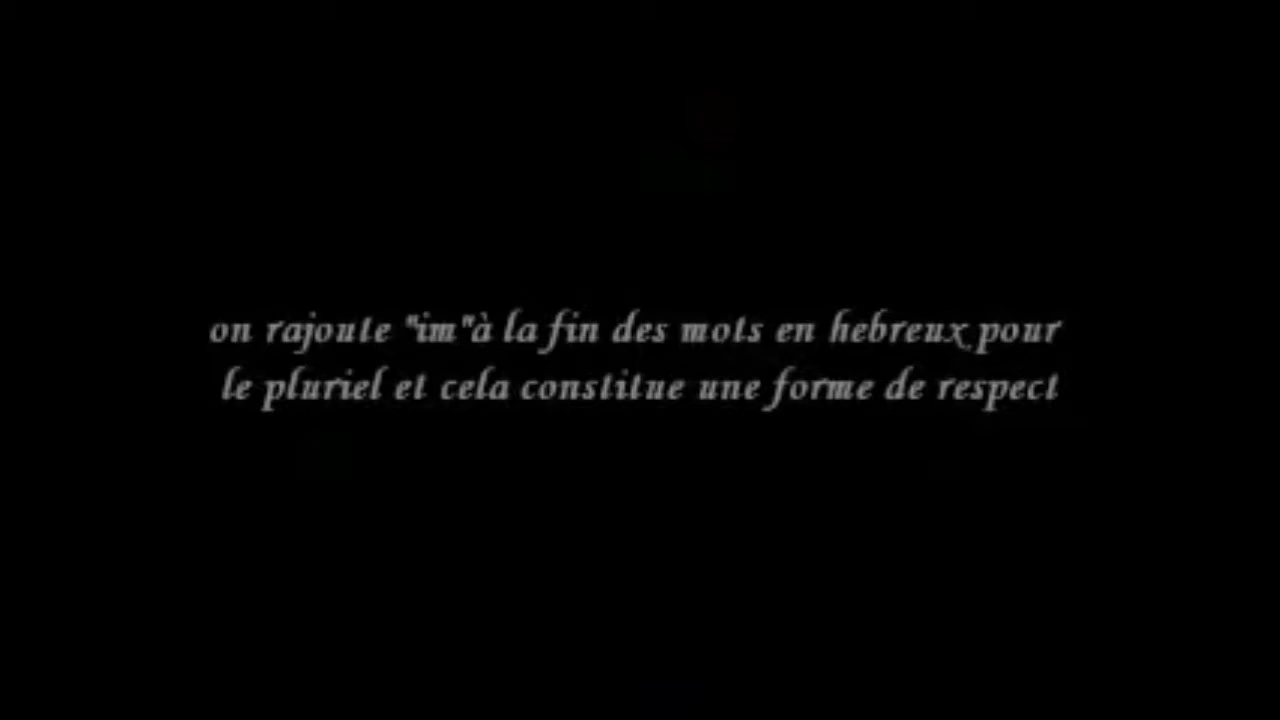 on rajoute "im"à la fin des mots en hebreux pour
le pluriel et cela constitue une forme de respect